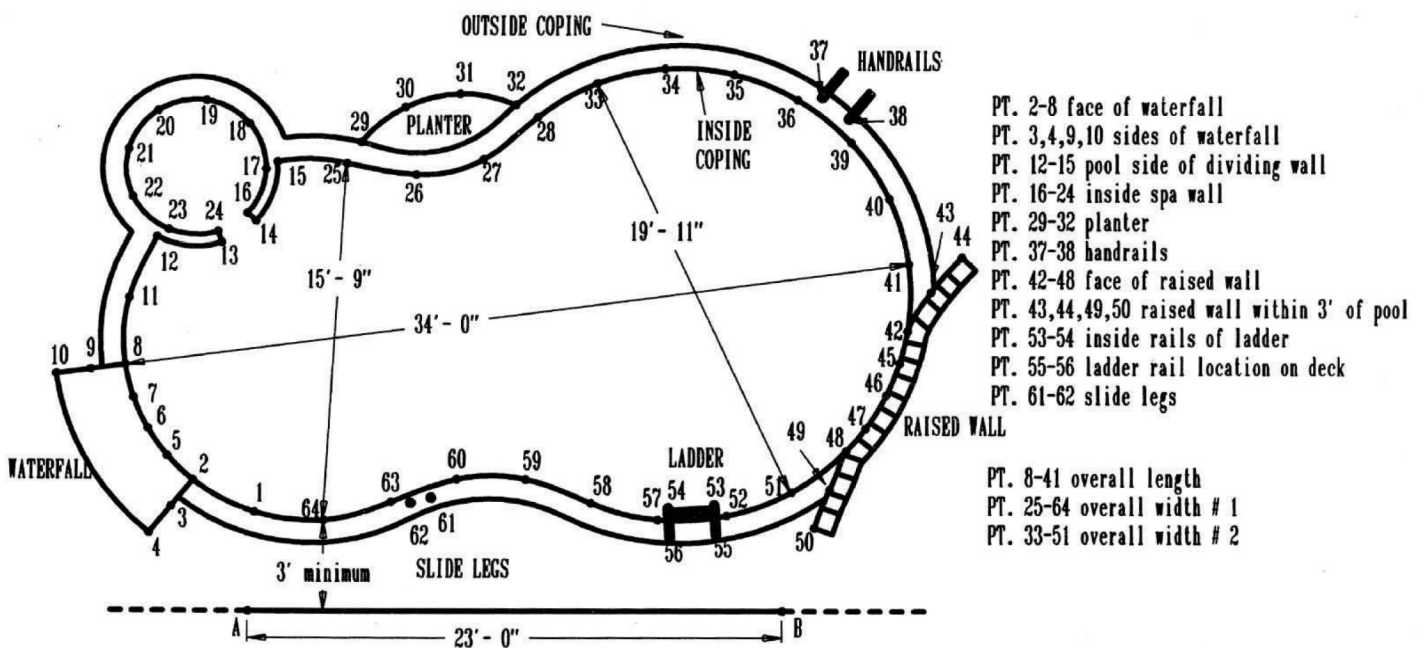 OUTSIDE COPING
37
HANDRAILS
30
31
32
34
35
33
36
38
29
PLANTER
28
INSIDE
COPING
39
20
19
18
21
17
15
25
26
27
40
22
16
14
23
24
12
13
43
44
41
11
15'- 9"
19'- 11"
34'- 0"
42
45
46
47
10
9
8
7
6
5
RAISED WALL
49
48
WATERFALL
2
60
59
LADDER
51
1
64
63
58
57
54
53
52
3
62
61
4
56
55
50
3' minimum
SLIDE LEGS
A
B
23'- 0"
PT. 2-8 face of waterfall
PT. 3,4,9,10 sides of waterfall
PT. 12-15 pool side of dividing wall
PT. 16-24 inside spa wall
PT. 29-32 planter
PT. 37-38 handrails
PT. 42-48 face of raised wall
PT. 43,44,49,50 raised wall within 3' of pool
PT. 53-54 inside rails of ladder
PT. 55-56 ladder rail location on deck
PT. 61-62 slide legs
PT. 8-41 overall length
PT. 25-64 overall width # 1
PT. 33-51 overall width # 2